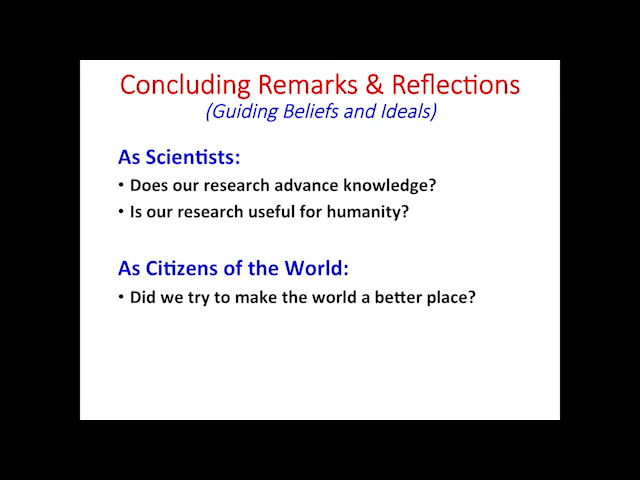 Concluding Remarks & Reflections
(Guiding Beliefs and Ideals)
As Scientists:
• Does our research advance knowledge?
• Is our research useful for humanity?
As Citizens of the World:
• Did we try to make the world a better place?